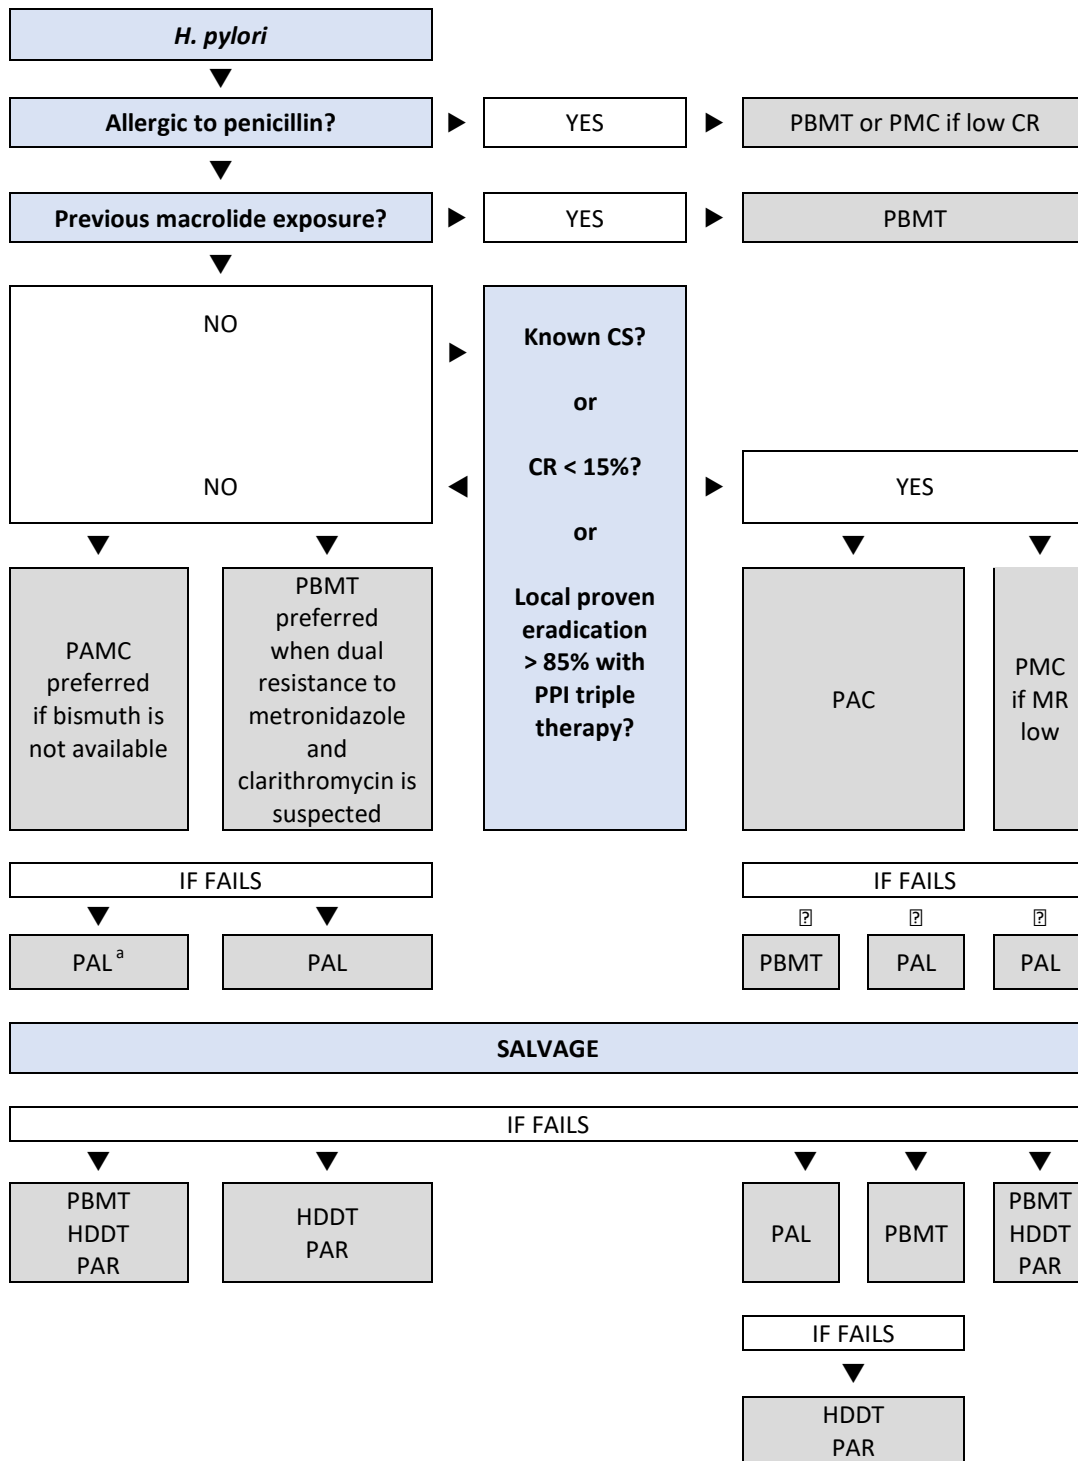 H. pylori
Allergic to penicillin?
YES
PBMT or PMC if low CR
Previous macrolide exposure?
YES
PBMT
NO
NO
Known CS?
or
CR < 15%?
or
Local proven
eradication
> 85% with
PPI triple
therapy?
YES
PAMC
preferred
if bismuth is
not available
PBMT
preferred
when dual
resistance to
metronidazole
and
clarithromycin is
suspected
PAC
PMC
if MR
low
IF FAILS
IF FAILS
?
?
?
PAL a
PAL
PBMT
PAL
PAL
SALVAGE
IF FAILS
PBMT
HDDT
PAR
HDDT
PAR
PAL
PBMT
PBMT
HDDT
PAR
IF FAILS
HDDT
PAR